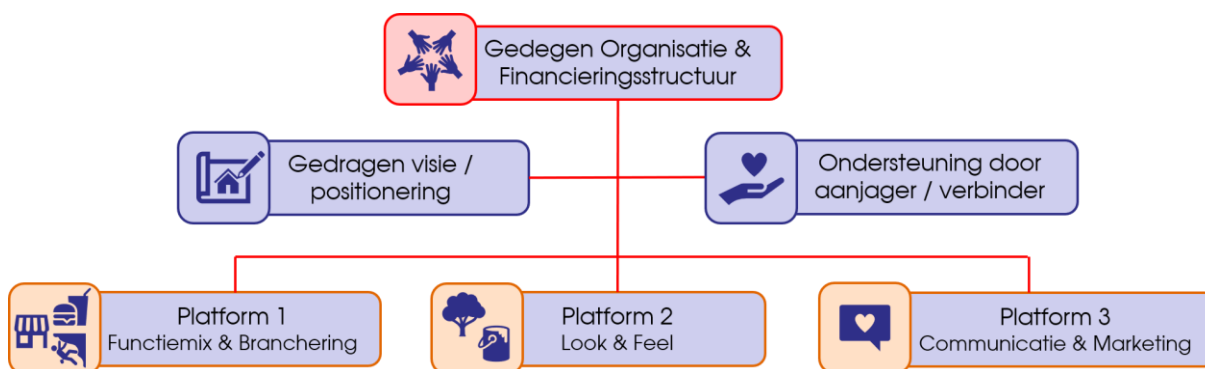 Gedegen Organisatie &
Financieringsstructuur
Gedragen visie /
positionering
Ondersteuning door
aanjager / verbinder
Platform 1
Functiemix & Branchering
Platform 2
Look & Feel
Platform 3
Communicatie & Marketing